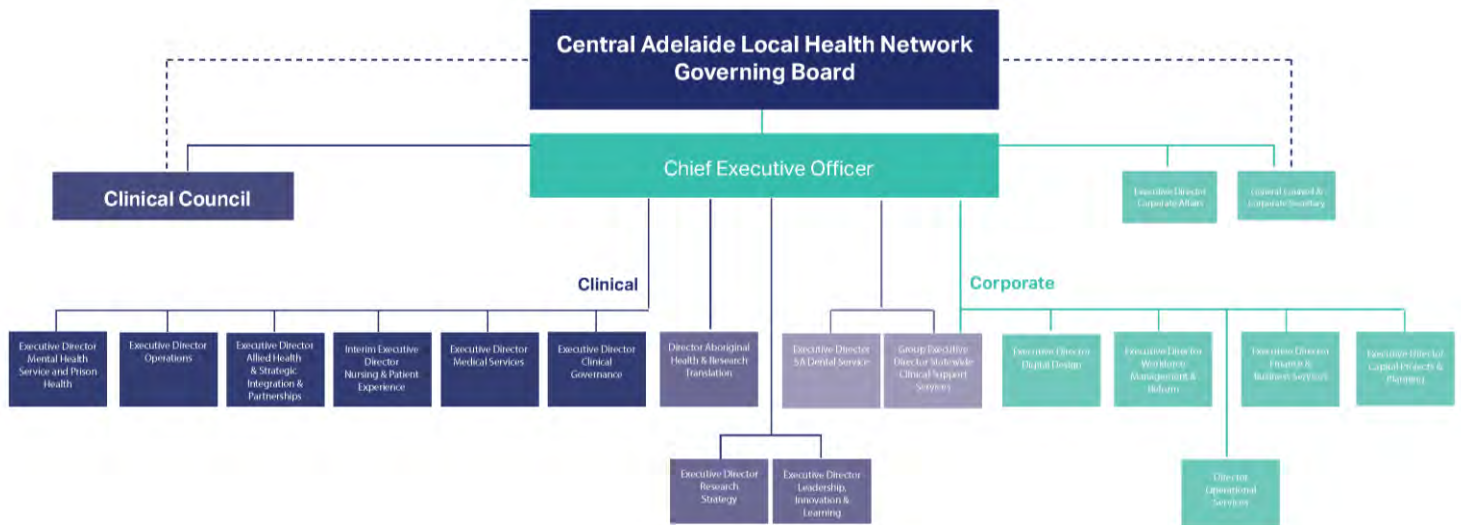 Central Adelaide Local Health Network
Governing Board
Chief Executive Officer
Clinical Council
Executive Director
Corporate Affairs
General Counsel &
Corporate Secretary
Clinical
Corporate
Executive Director
Mental Health
Service and Prison
Health
Executive Director
Operations
Executive Director
Allied Health
& Strategic
Integration &
Partnerships
Interim Executive
Director
Nursing & Patient
Experience
Executive Director
Medical Services
Executive Director
Clinical
Governance
Director Aboriginal
Health & Research
Translation
Executive Director
SA Dental Service
Group Executive
Director Statewide
Clinical Support
Services
Executive Director
Digital Design
Executive Director
Workforce
Management &
Reform
Executive Director
Finance &
Business Services
Executive Director
Capital Projects &
Planning
Executive Director
Research
Strategy
Executive Director
Leadership,
Innovation &
Learning
Director
Operational
Services